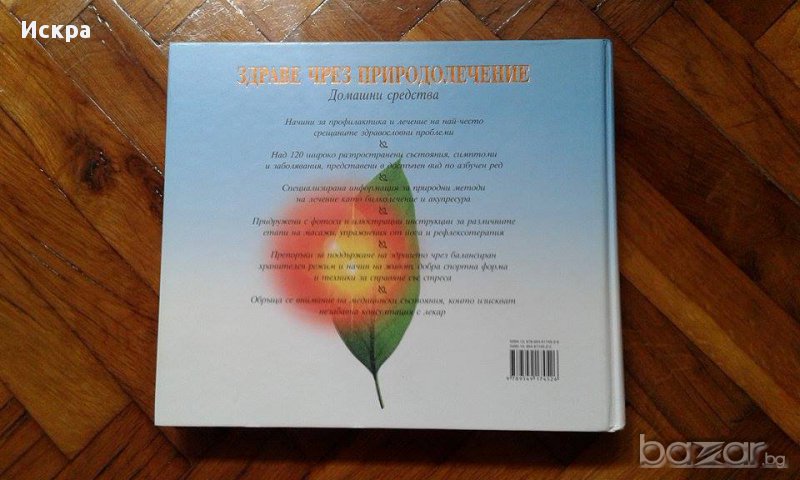 Искра
ЗДРАВЕ ЧРЕЗ ПРИРОДОЛЕЧЕНИЕ
Домашни средства
Начини за профилактика и лечение на най-често
срещаните здравословни проблеми
Над 120 широко разпространени състояния, симптоми
и заболявания, представени в достъпен вид по азбучен ред
Специализирана информация за природни методи
на лечение като билколечение и акупресура
Придружени с фотоси и илюстрации инструкции за различните
етапи на масажи, упражнения от йога и рефлексотерапия
Препоръки за поддържане на здравето чрез балансиран
хранителен режим и начин на живот, добра спортна форма
и техники за справяне със стреса
Обръща се внимание на медицински състояния, които изискват
незабавна консултация с лекар
bazar.bg